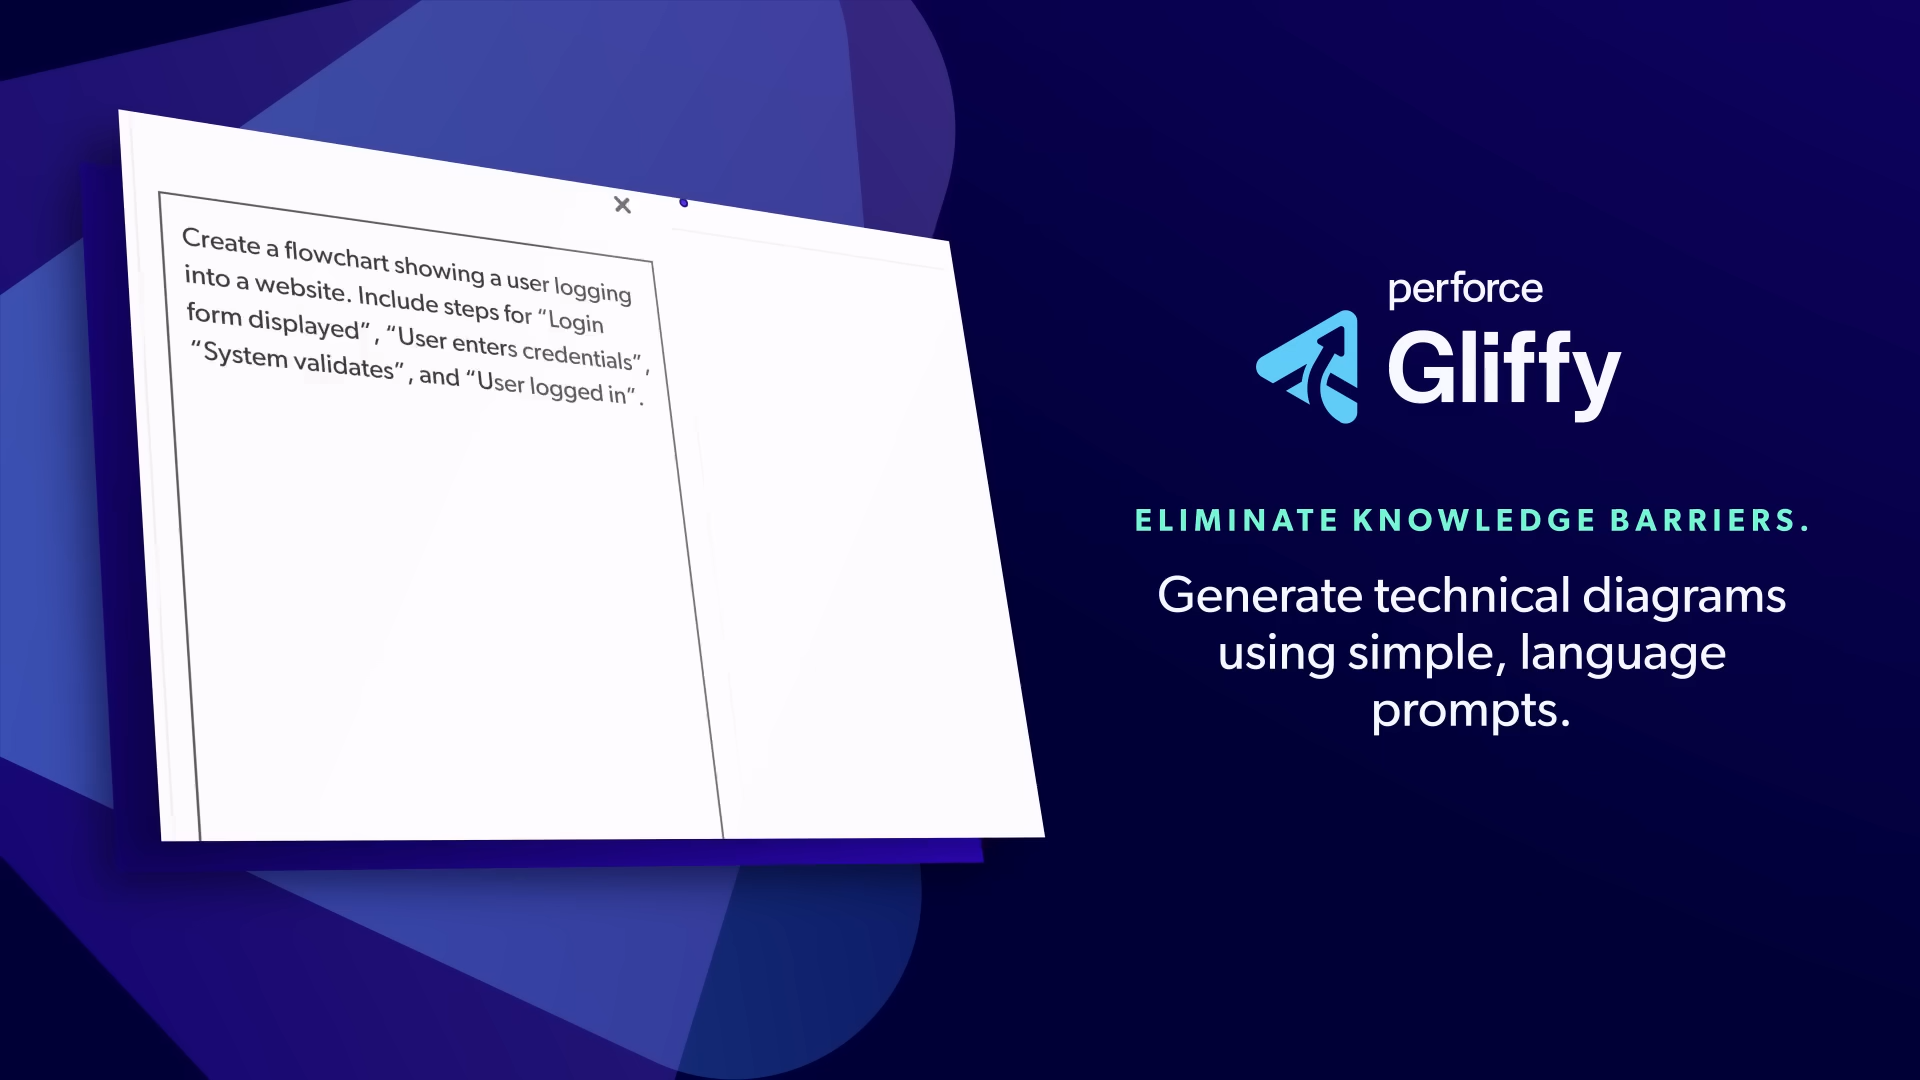 Create a flowchart showing a user logging
into a website. Include steps for “Login
form displayed”, “User enters credentials”,
“System validates”, and “User logged in”.
perforce
Gliffy
ELIMINATE KNOWLEDGE BARRIERS.
Generate technical diagrams
using simple, language
prompts.